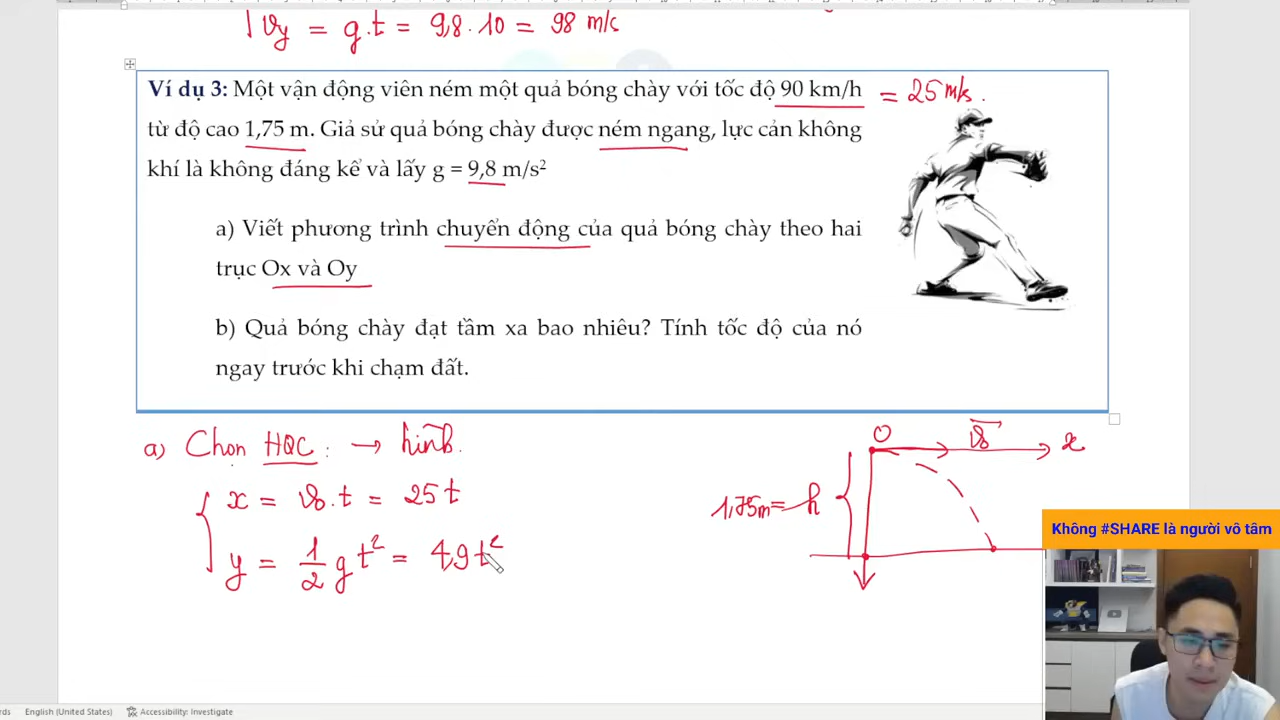 vy = g.t = 9,8.10 = 98 m/s
Ví dụ 3: Một vận động viên ném một quả bóng chày với tốc độ 90 km/h = 25 m/s.
từ độ cao 1,75 m. Giả sử quả bóng chày được ném ngang, lực cản không
khí là không đáng kể và lấy g = 9,8 m/s²
a) Viết phương trình chuyển động của quả bóng chày theo hai
trục Ox và Oy
b) Quả bóng chày đạt tầm xa bao nhiêu? Tính tốc độ của nó
ngay trước khi chạm đất.
a) Chọn HQC: → hình.
O v₀ x
x = v₀.t = 25t
1,75m = h
y = 1/2 g t² = 4,9t²
Không #SHARE là người vô tâm
English (United States) Accessibility: Investigate